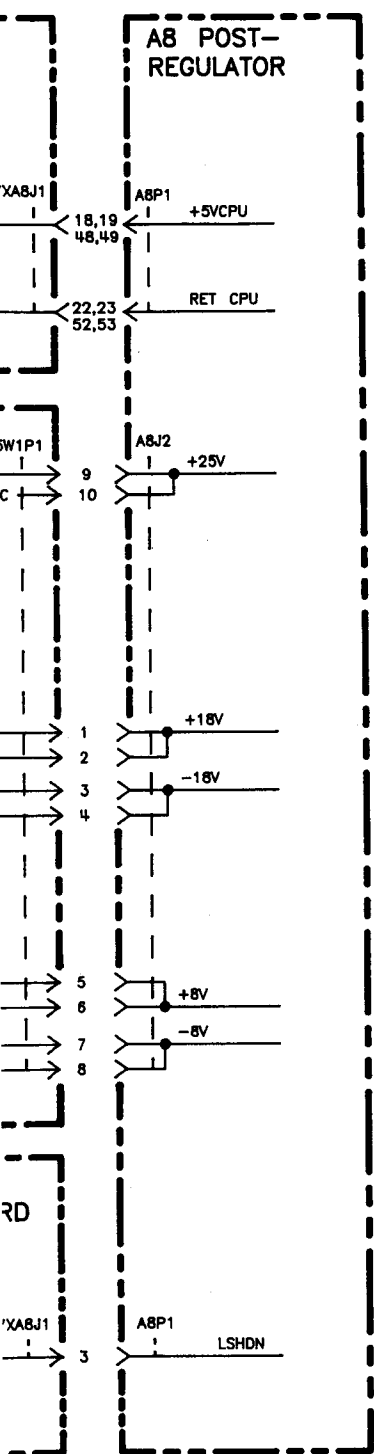 A8 POST-
REGULATOR
XA8J1
A8P1
18,19
48,49
+5VCPU
22,23
52,53
RET CPU
W1P1
A8J2
9
+25V
C
10
1
+18V
2
3
-18V
4
5
6
+8V
7
-8V
8
RD
XA8J1
A8P1
3
LSHDN